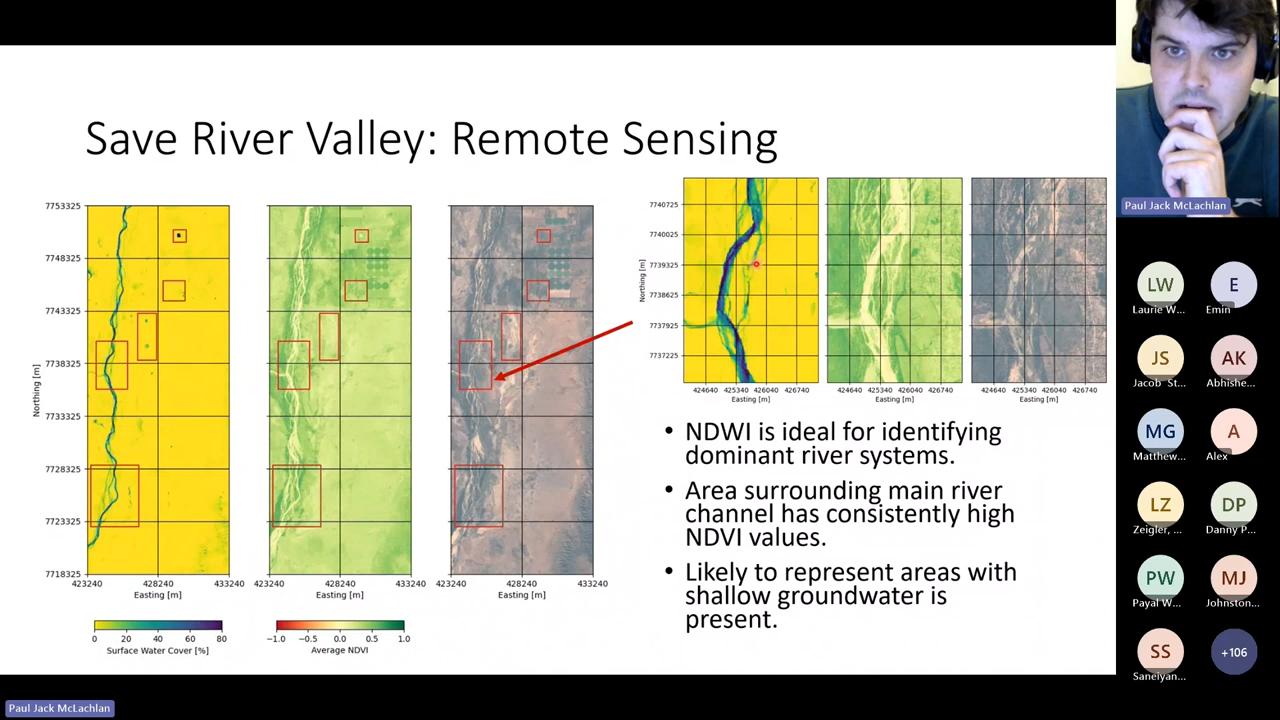 Save River Valley: Remote Sensing
7753325
7748325
7743325
7738325
7733325
7728325
7723325
7718325
Northing [m]
423240 428240 433240
Easting [m]
423240 428240 433240
Easting [m]
423240 428240 433240
Easting [m]
0 20 40 60 80
Surface Water Cover [%]
−1.0 −0.5 0.0 0.5 1.0
Average NDVI
7740725
7740025
7739325
7738625
7737925
7737225
Northing [m]
424640 425340 426040 426740
Easting [m]
424640 425340 426040 426740
Easting [m]
424640 425340 426040 426740
Easting [m]
• NDWI is ideal for identifying
dominant river systems.
• Area surrounding main river
channel has consistently high
NDVI values.
• Likely to represent areas with
shallow groundwater is
present.
Paul Jack McLachlan
LW E
Laurie W... Emin
JS AK
Jacob St... Abhishe...
MG A
Matthew... Alex
LZ DP
Zeigler, ... Danny P...
PW MJ
Payal W... Johnston...
SS +106
Saneiyan...
Paul Jack McLachlan